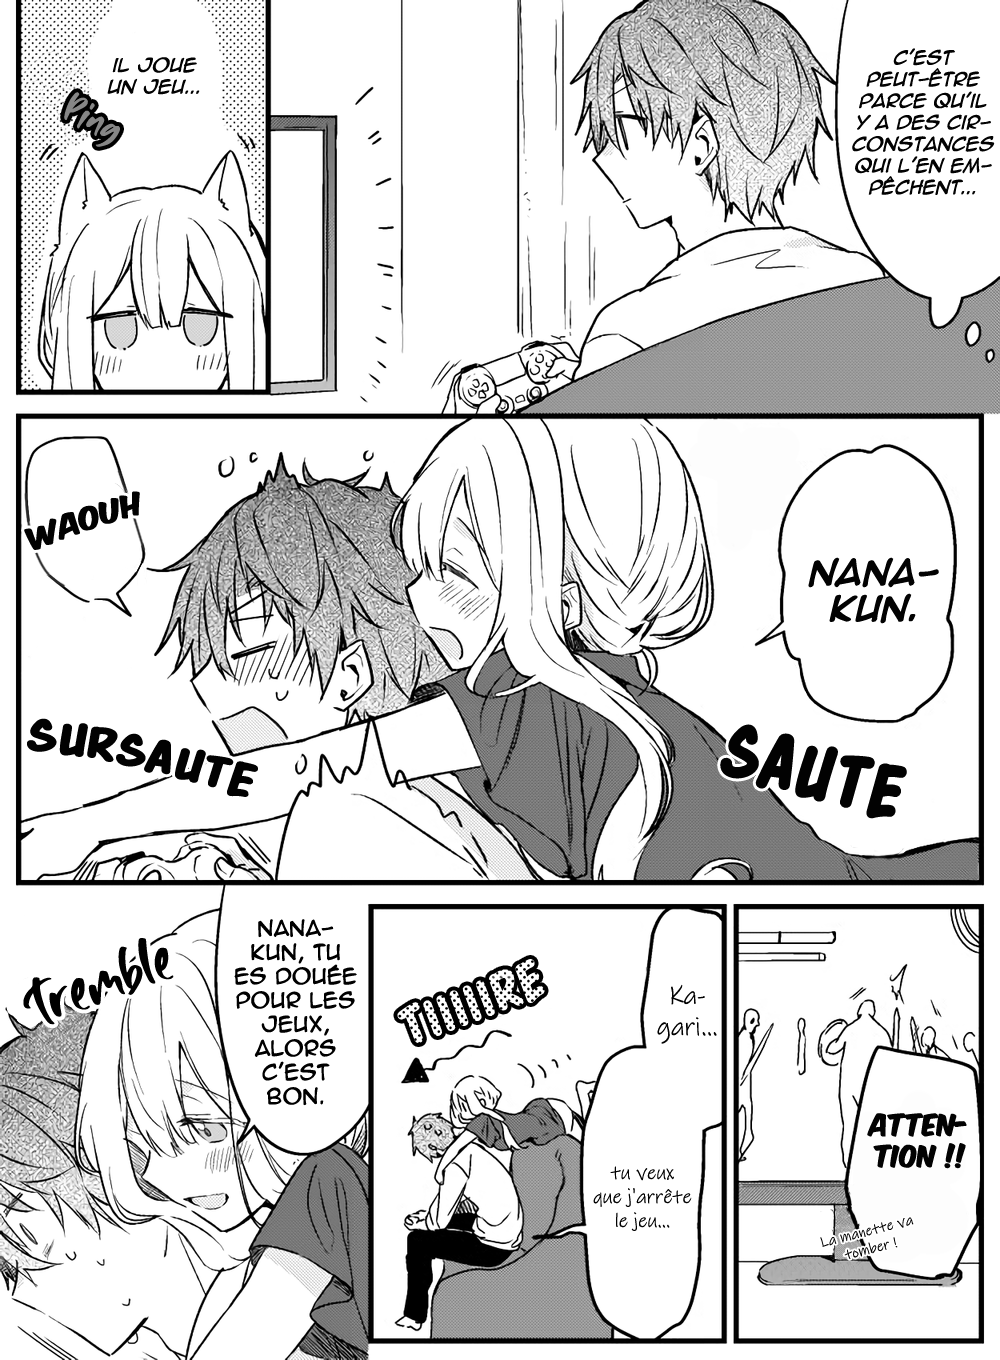 C'EST
PEUT-ÊTRE
PARCE QU'IL
Y A DES CIR-
CONSTANCES
QUI L'EN EM-
PÊCHENT...
IL JOUE
UN JEU...
Ping
NANA-
KUN.
WAOUH
SAUTE
SURSAUTE
ATTEN-
TION !!
La manette va
tomber !
Ka-
gari...
tu veux
que j'arrête
le jeu...
TIIIIIRE
NANA-
KUN, TU
ES DOUÉE
POUR LES
JEUX,
ALORS
C'EST
BON.
Tremble